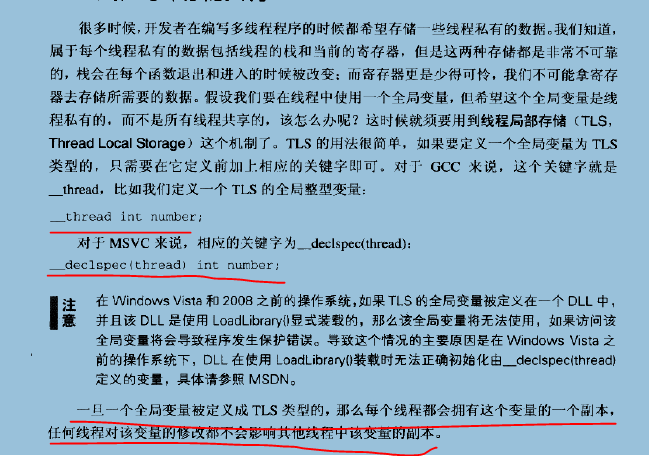 很多时候，开发者在编写多线程程序的时候都希望存储一些线程私有的数据。我们知道，
属于每个线程私有的数据包括线程的栈和当前的寄存器，但是这两种存储都是非常不可靠
的，栈会在每个函数退出和进入的时候被改变；而寄存器更是少得可怜，我们不可能拿寄存
器去存储所需要的数据。假设我们要在线程中使用一个全局变量，但希望这个全局变量是线
程私有的，而不是所有线程共享的，该怎么办呢？这时候就须要用到线程局部存储（TLS，
Thread Local Storage）这个机制了。TLS 的用法很简单，如果要定义一个全局变量为 TLS
类型的，只需要在它定义前加上相应的关键字即可。对于 GCC 来说，这个关键字就是
__thread，比如我们定义一个 TLS 的全局整型变量：
__thread int number;
对于 MSVC 来说，相应的关键字为__declspec(thread)：
__declspec(thread) int number;
注意
在 Windows Vista 和 2008 之前的操作系统，如果 TLS 的全局变量被定义在一个 DLL 中，
并且该 DLL 是使用 LoadLibrary()显式装载的，那么该全局变量将无法使用，如果访问该
全局变量将会导致程序发生保护错误。导致这个情况的主要原因是在 Windows Vista 之
前的操作系统下，DLL 在使用 LoadLibrary()装载时无法正确初始化由__declspec(thread)
定义的变量，具体请参照 MSDN。
一旦一个全局变量被定义成 TLS 类型的，那么每个线程都会拥有这个变量的一个副本，
任何线程对该变量的修改都不会影响其他线程中该变量的副本。